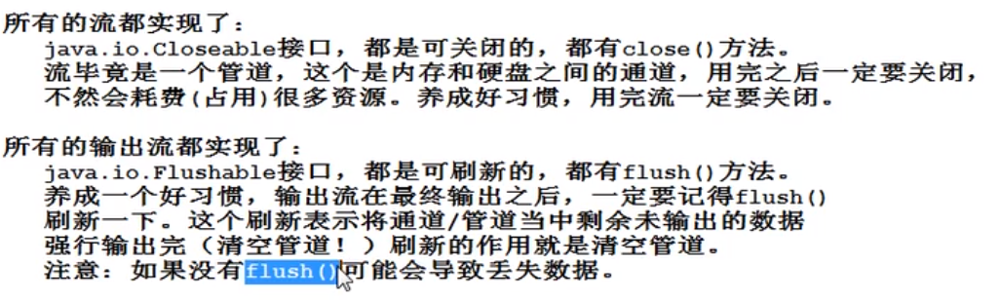 所有的流都实现了：
java.io.Closeable接口，都是可关闭的，都有close()方法。
流毕竟是一个管道，这个是内存和硬盘之间的通道，用完之后一定要关闭，
不然会耗费(占用)很多资源。养成好习惯，用完流一定要关闭。
所有的输出流都实现了：
java.io.Flushable接口，都是可刷新的，都有flush()方法。
养成一个好习惯，输出流在最终输出之后，一定要记得flush()
刷新一下。这个刷新表示将通道/管道当中剩余未输出的数据
强行输出完（清空管道！）刷新的作用就是清空管道。
注意：如果没有flush()可能会导致丢失数据。